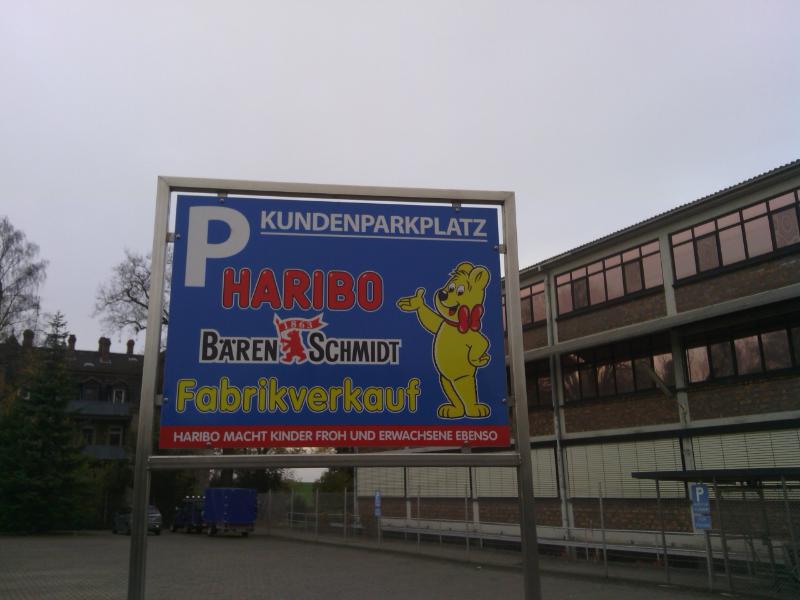 P KUNDENPARKPLATZ
HARIBO
1863
BÄREN SCHMIDT
Fabrikverkauf
HARIBO MACHT KINDER FROH UND ERWACHSENE EBENSO
P